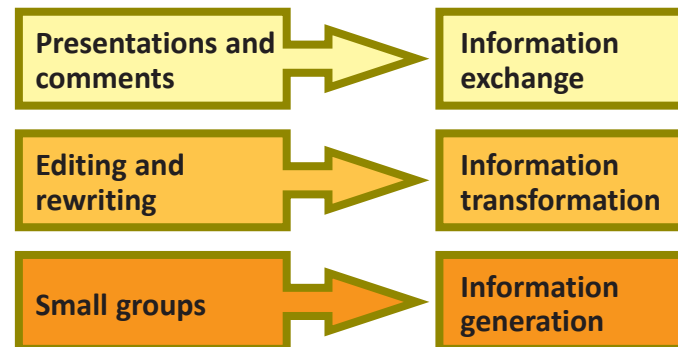 Presentations and
comments
Information
exchange
Editing and
rewriting
Information
transformation
Small groups
Information
generation